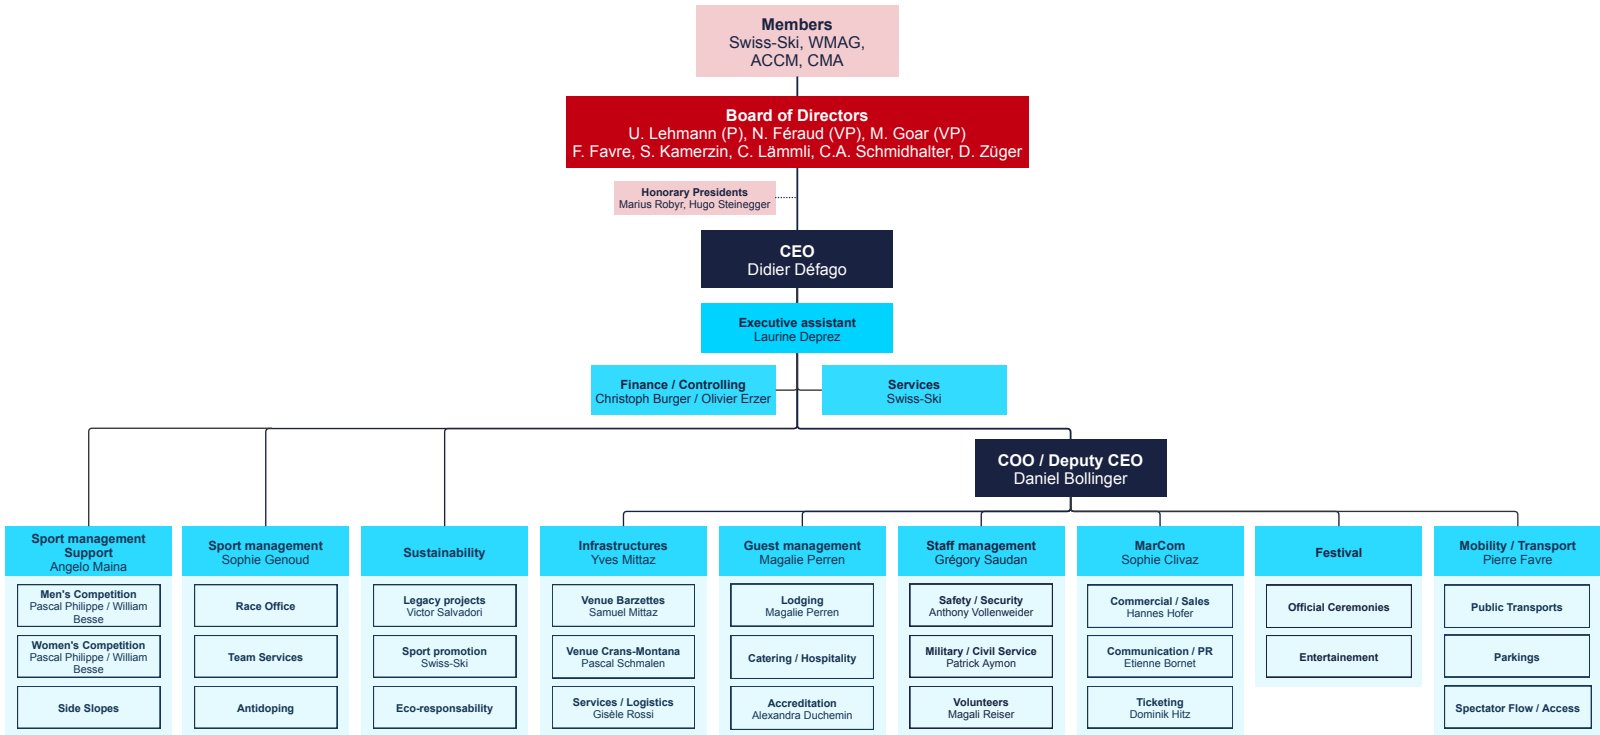 Members
Swiss-Ski, WMAG,
ACCM, CMA
Board of Directors
U. Lehmann (P), N. Féraud (VP), M. Goar (VP)
F. Favre, S. Kamerzin, C. Lämmli, C.A. Schmidhalter, D. Züger
Honorary Presidents
Marius Robyr, Hugo Steinegger
CEO
Didier Défago
Executive assistant
Laurine Deprez
Finance / Controlling
Christoph Burger / Olivier Erzer
Services
Swiss-Ski
COO / Deputy CEO
Daniel Bollinger
Sport management
Support
Angelo Maina
Men's Competition
Pascal Philippe / William
Besse
Women's Competition
Pascal Philippe / William
Besse
Side Slopes
Sport management
Sophie Genoud
Race Office
Team Services
Antidoping
Sustainability
Legacy projects
Victor Salvadori
Sport promotion
Swiss-Ski
Eco-responsability
Infrastructures
Yves Mittaz
Venue Barzettes
Samuel Mittaz
Venue Crans-Montana
Pascal Schmalen
Services / Logistics
Gisèle Rossi
Guest management
Magalie Perren
Lodging
Magalie Perren
Catering / Hospitality
Accreditation
Alexandra Duchemin
Staff management
Grégory Saudan
Safety / Security
Anthony Vollenweider
Military / Civil Service
Patrick Aymon
Volunteers
Magali Reiser
MarCom
Sophie Clivaz
Commercial / Sales
Hannes Hofer
Communication / PR
Etienne Bornet
Ticketing
Dominik Hitz
Festival
Official Ceremonies
Entertainement
Mobility / Transport
Pierre Favre
Public Transports
Parkings
Spectator Flow / Access